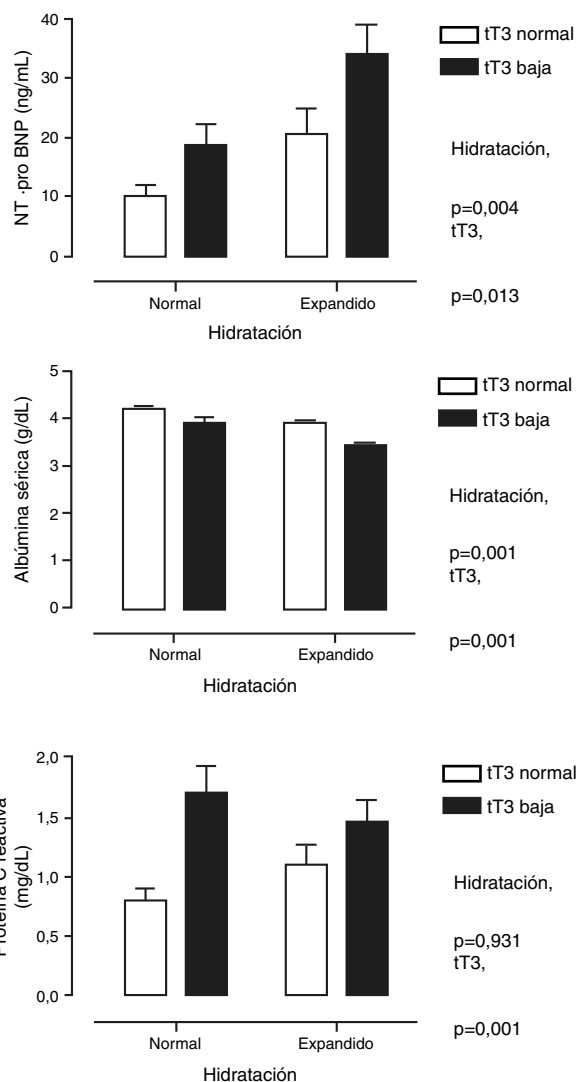 40
30
20
10
0
NT -pro BNP (ng/mL)
Normal
Expandido
Hidratación
tT3 normal
tT3 baja
Hidratación,
p=0,004
tT3,
p=0,013
5
4
3
2
1
0
Albúmina sérica (g/dL)
Normal
Expandido
Hidratación
tT3 normal
tT3 baja
Hidratación,
p=0,001
tT3,
p=0,001
2,0
1,5
1,0
0,5
0,0
Proteína C reactiva
(mg/dL)
Normal
Expandido
Hidratación
tT3 normal
tT3 baja
Hidratación,
p=0,931
tT3,
p=0,001